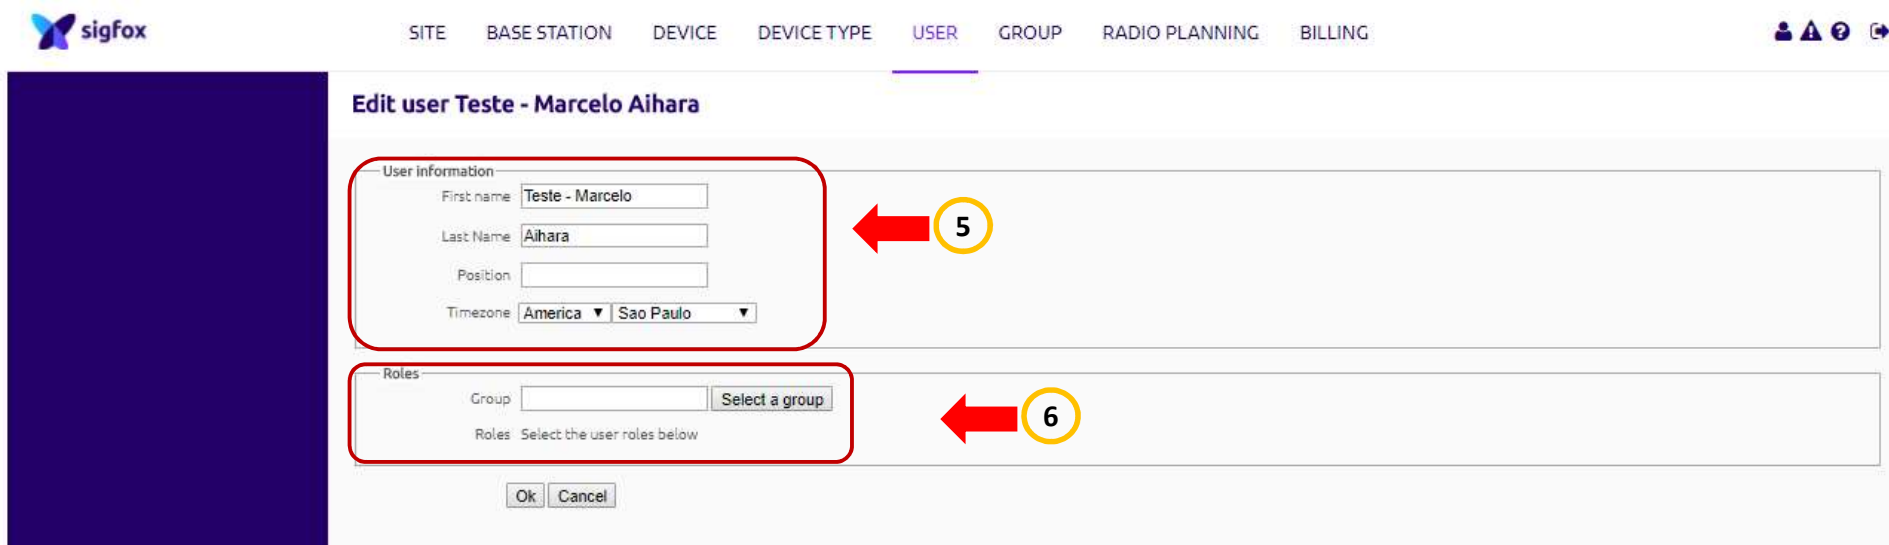 sigfox SITE BASE STATION DEVICE DEVICE TYPE USER GROUP RADIO PLANNING BILLING
Edit user Teste - Marcelo Aihara
User information
First name Teste - Marcelo
5
Last Name Aihara
Position
Timezone America Sao Paulo
Roles
Group Select a group
6
Roles Select the user roles below
Ok Cancel